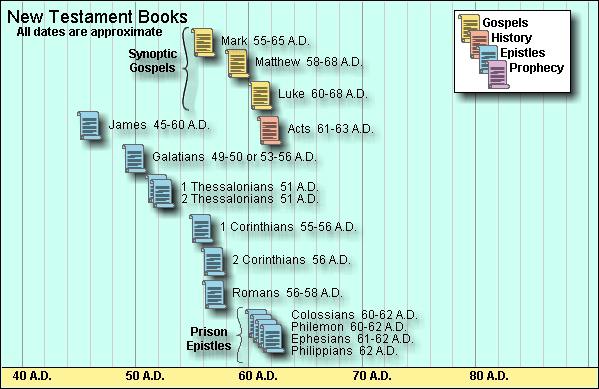 New Testament Books
All dates are approximate
Synoptic
Gospels
Mark 55-65 A.D.
Matthew 58-68 A.D.
Luke 60-68 A.D.
Gospels
History
Epistles
Prophecy
James 45-60 A.D.
Acts 61-63 A.D.
Galatians 49-50 or 53-56 A.D.
1 Thessalonians 51 A.D.
2 Thessalonians 51 A.D.
1 Corinthians 55-56 A.D.
2 Corinthians 56 A.D.
Romans 56-58 A.D.
Prison
Epistles
Colossians 60-62 A.D.
Philemon 60-62 A.D.
Ephesians 61-62 A.D.
Philippians 62 A.D.
40 A.D. 50 A.D. 60 A.D. 70 A.D. 80 A.D.